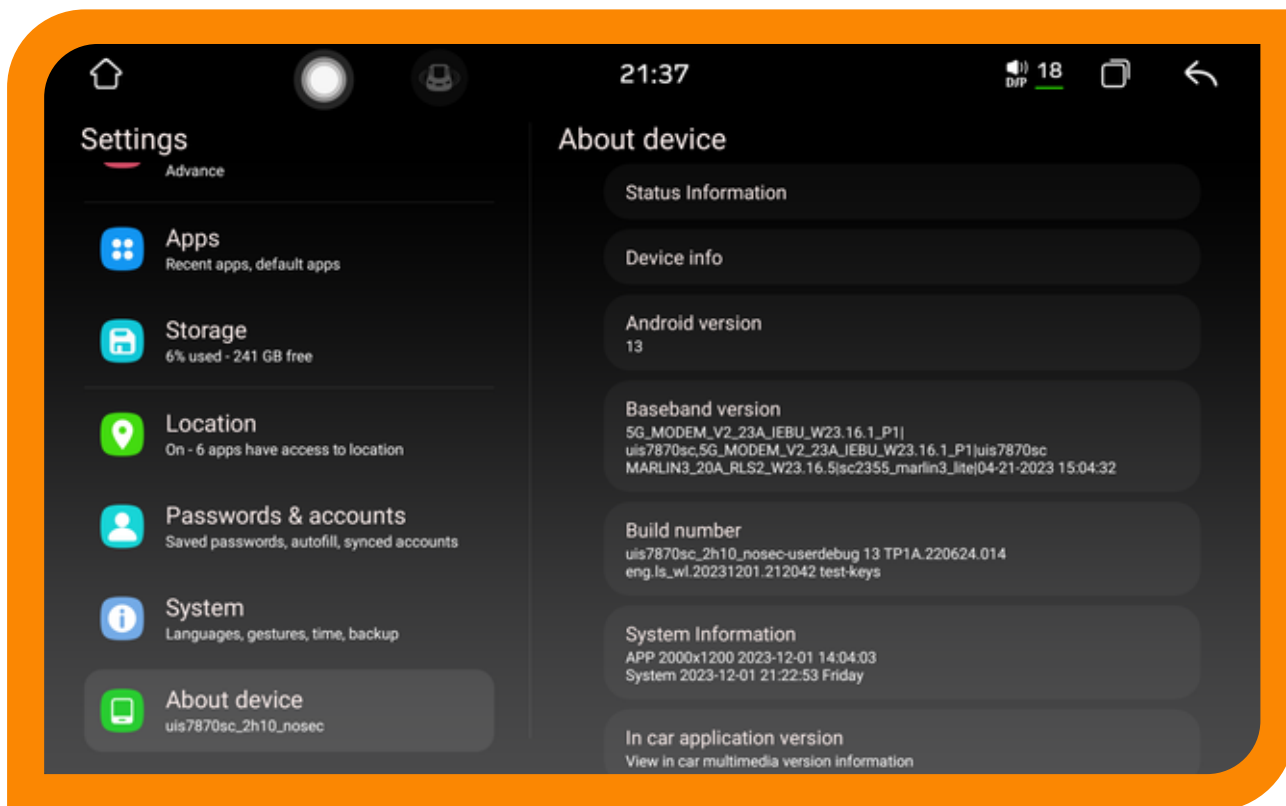 21:37
D/P 18
Settings
Advance
Apps
Recent apps, default apps
Storage
6% used - 241 GB free
Location
On - 6 apps have access to location
Passwords & accounts
Saved passwords, autofill, synced accounts
System
Languages, gestures, time, backup
About device
uis7870sc_2h10_nosec
About device
Status Information
Device info
Android version
13
Baseband version
5G_MODEM_V2_23A_IEBU_W23.16.1_P1|
uis7870sc,5G_MODEM_V2_23A_IEBU_W23.16.1_P1|uis7870sc
MARLIN3_20A_RLS2_W23.16.5|sc2355_marlin3_lite|04-21-2023 15:04:32
Build number
uis7870sc_2h10_nosec-userdebug 13 TP1A.220624.014
eng.ls_wl.20231201.212042 test-keys
System Information
APP 2000x1200 2023-12-01 14:04:03
System 2023-12-01 21:22:53 Friday
In car application version
View in car multimedia version information